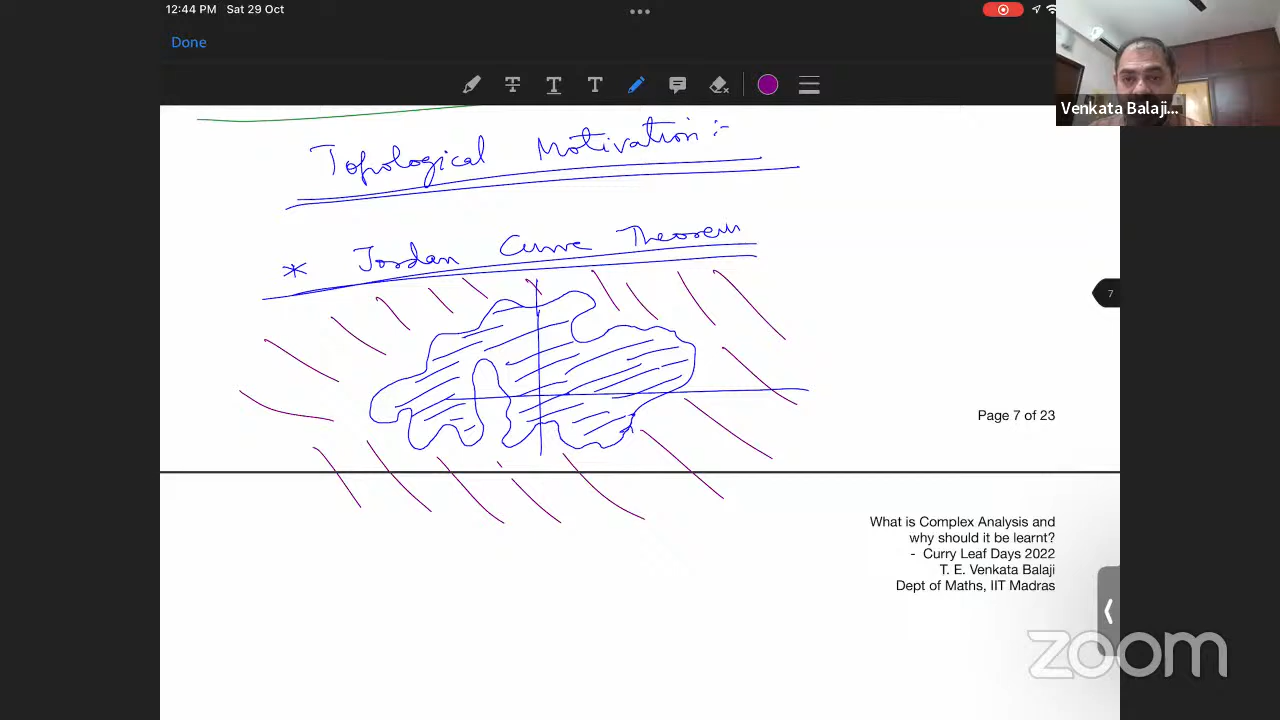 12:44 PM Sat 29 Oct
Done
T T T
Venkata Balaji...
Topological Motivation :-
* Jordan Curve Theorem
7
Page 7 of 23
What is Complex Analysis and
why should it be learnt?
- Curry Leaf Days 2022
T. E. Venkata Balaji
Dept of Maths, IIT Madras
zoom